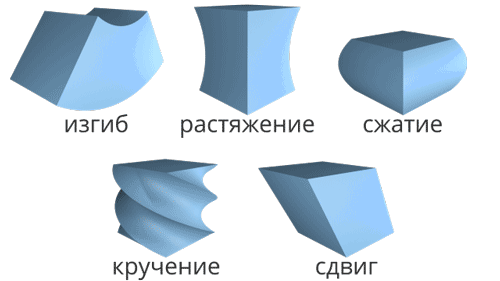 изгиб
растяжение
сжатие
кручение
сдвиг